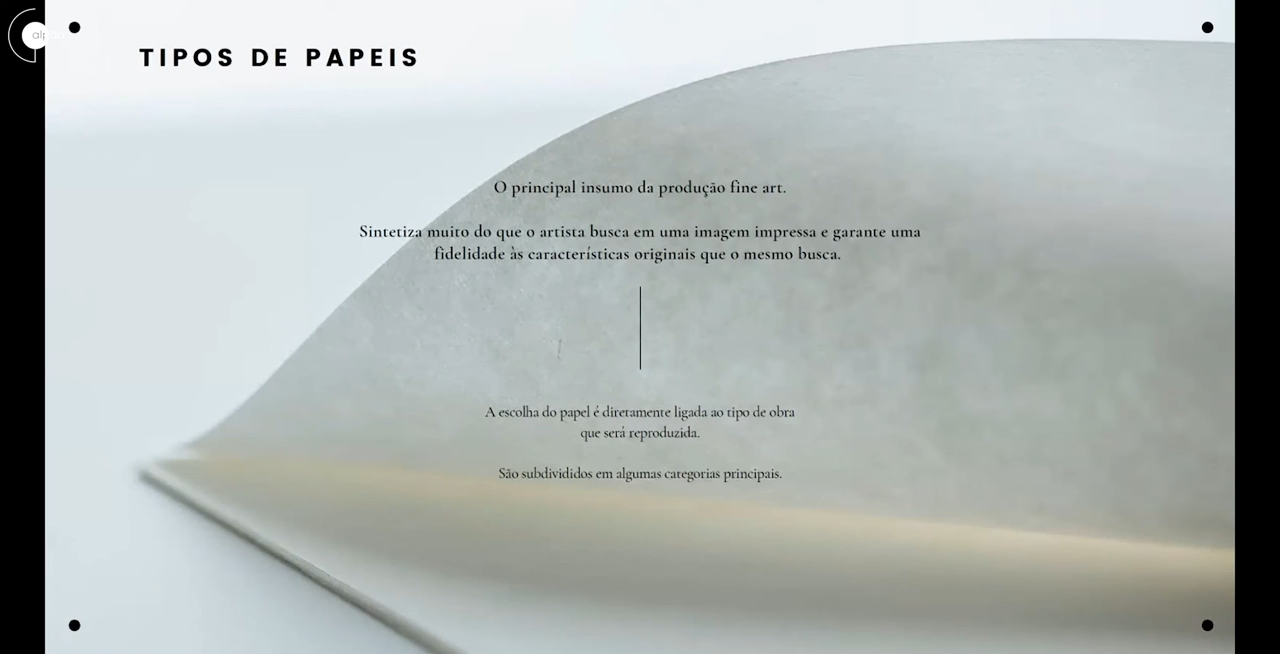 TIPOS DE PAPEIS
O principal insumo da produção fine art.
Sintetiza muito do que o artista busca em uma imagem impressa e garante uma
fidelidade às características originais que o mesmo busca.
A escolha do papel é diretamente ligada ao tipo de obra
que será reproduzida.
São subdivididos em algumas categorias principais.